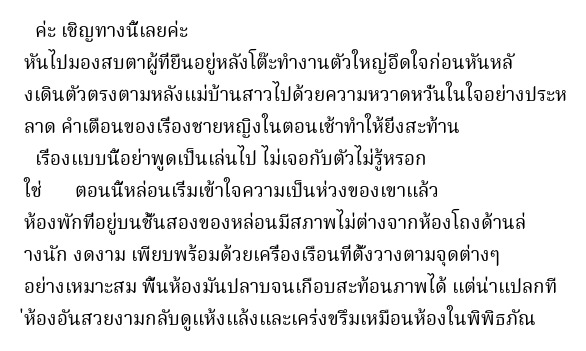 ค่ะ เชิญทางนี้เลยค่ะ
หันไปมองสบตาผู้ที่ยืนอยู่หลังโต๊ะทำงานตัวใหญ่อึดใจก่อนหันหลั
งเดินตัวตรงตามหลังแม่บ้านสาวไปด้วยความหวาดหวั่นในใจอย่างประห
ลาด คำเตือนของเรื่องชายหญิงในตอนเช้าทำให้ยิ่งสะท้าน
เรื่องแบบนี้อย่าพูดเป็นเล่นไป ไม่เจอกับตัวไม่รู้หรอก
ใช่ ตอนนี้หล่อนเริ่มเข้าใจความเป็นห่วงของเขาแล้ว
ห้องพักที่อยู่บนชั้นสองของหล่อนมีสภาพไม่ต่างจากห้องโถงด้านล่
างนัก งดงาม เพียบพร้อมด้วยเครื่องเรือนที่ตั้งวางตามจุดต่างๆ
อย่างเหมาะสม พื้นห้องมันปลาบจนเกือบสะท้อนภาพได้ แต่น่าแปลกที
่ห้องอันสวยงามกลับดูแห้งแล้งและเคร่งขรึมเหมือนห้องในพิพิธภัณ